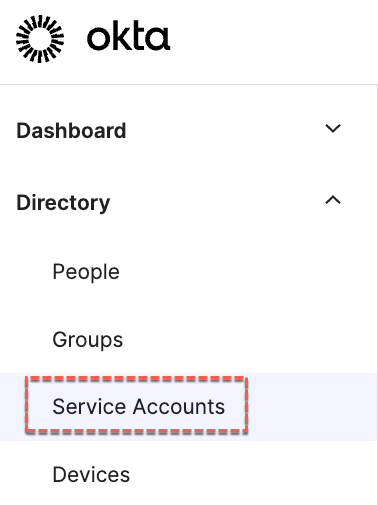 okta
Dashboard
Directory
People
Groups
Service Accounts
Devices